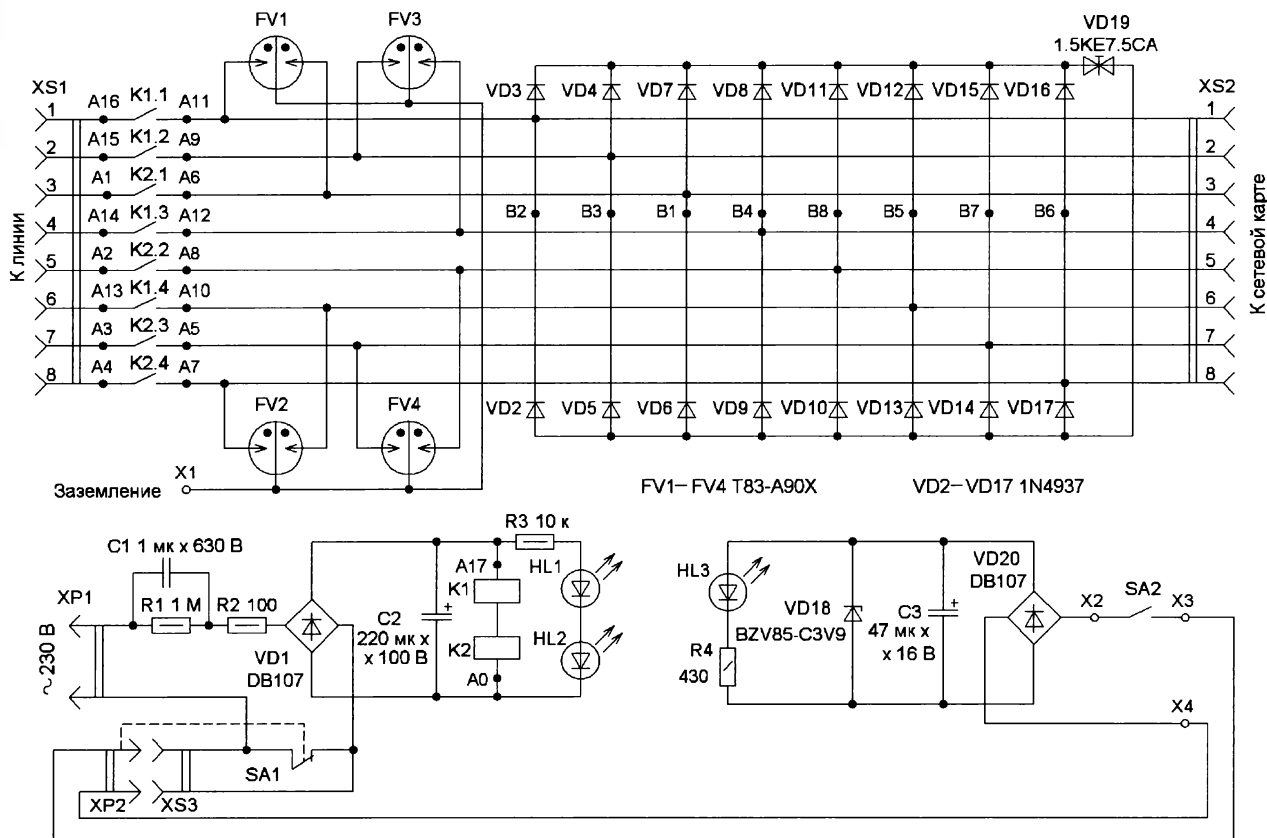 FV1 FV3 VD19
1.5KE7.5CA
XS1 VD3 VD4 VD7 VD8 VD11 VD12 VD15 VD16 XS2
1 A16 K1.1 A11 1
2 A15 K1.2 A9 2
3 A1 K2.1 A6 3
B2 B3 B1 B4 B8 B5 B7 B6
4 A14 K1.3 A12 4
5 A2 K2.2 A8 5
6 A13 K1.4 A10 6
7 A3 K2.3 A5 7
8 A4 K2.4 A7 8
К линии
К сетевой карте
FV2 FV4 VD2 VD5 VD6 VD9 VD10 VD13 VD14 VD17
Заземление X1
FV1–FV4 T83-A90X VD2–VD17 1N4937
C1 1 мк x 630 В
R3 10 к
XP1 R1 1 М R2 100
A17 K1 HL1
HL3
VD20
DB107
~230 В
VD1
DB107
C2
220 мк x
x 100 В
K2 A0 HL2
VD18
BZV85-C3V9
C3
47 мк x
x 16 В
R4
430
X2 SA2 X3
X4
SA1
XP2 XS3